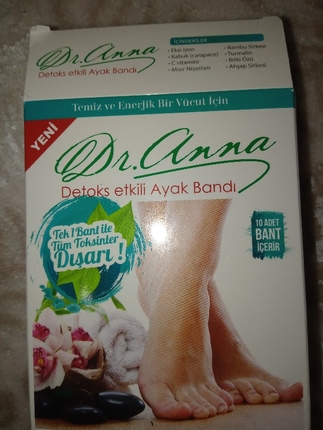 Dr. Anna
Detoks etkili Ayak Bandı
İÇİNDEKİLER
• Eksi iyon
• Kabuk (carapace)
• C vitamini
• Mısır Nişastası
• Bambu Sirkesi
• Turmalin
• Bitki Özü
• Ahşap Sirkesi
Temiz ve Enerjik Bir Vücut İçin
YENİ
Dr. Anna
Detoks etkili Ayak Bandı
Tek 1 Bant ile
Tüm Toksinler
Dışarı!
10 ADET
BANT
İÇERİR